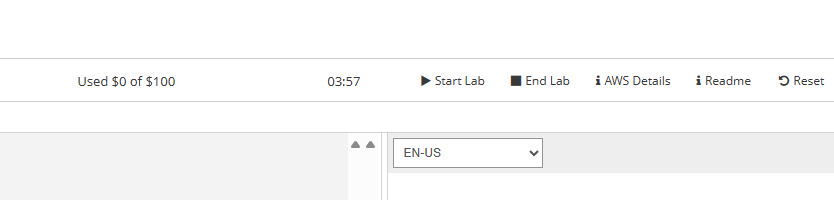 Used $0 of $100 03:57 Start Lab End Lab AWS Details Readme Reset
EN-US